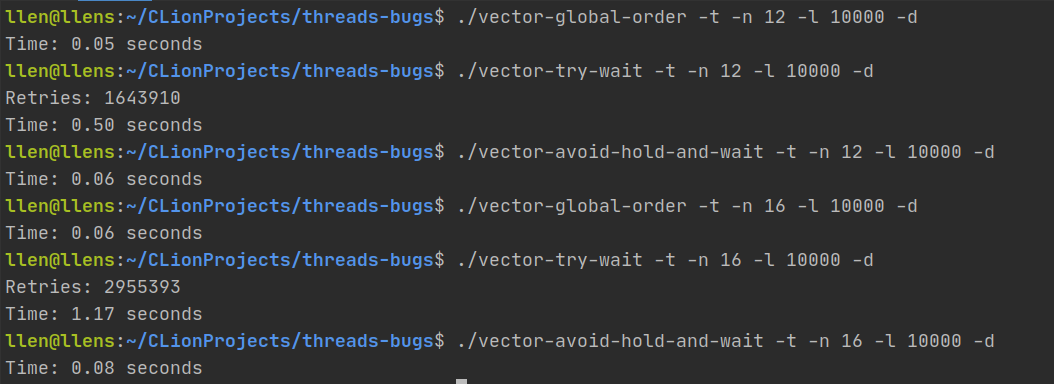 llen@llens:~/CLionProjects/threads-bugs$ ./vector-global-order -t -n 12 -l 10000 -d
Time: 0.05 seconds
llen@llens:~/CLionProjects/threads-bugs$ ./vector-try-wait -t -n 12 -l 10000 -d
Retries: 1643910
Time: 0.50 seconds
llen@llens:~/CLionProjects/threads-bugs$ ./vector-avoid-hold-and-wait -t -n 12 -l 10000 -d
Time: 0.06 seconds
llen@llens:~/CLionProjects/threads-bugs$ ./vector-global-order -t -n 16 -l 10000 -d
Time: 0.06 seconds
llen@llens:~/CLionProjects/threads-bugs$ ./vector-try-wait -t -n 16 -l 10000 -d
Retries: 2955393
Time: 1.17 seconds
llen@llens:~/CLionProjects/threads-bugs$ ./vector-avoid-hold-and-wait -t -n 16 -l 10000 -d
Time: 0.08 seconds